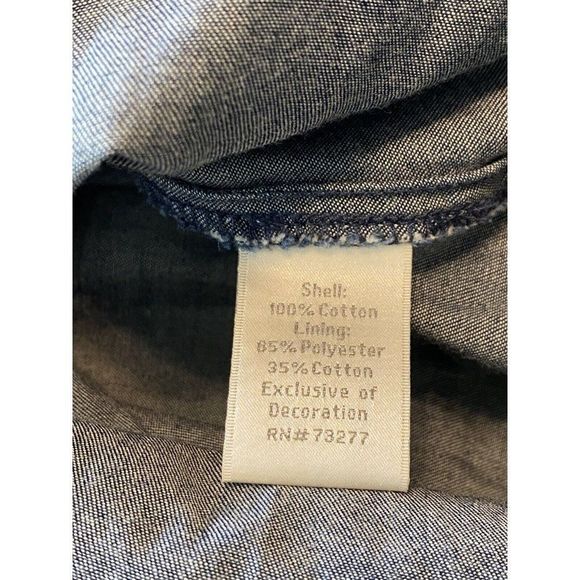 Shell:
100% Cotton
Lining:
65% Polyester
35% Cotton
Exclusive of
Decoration
RN# 73277